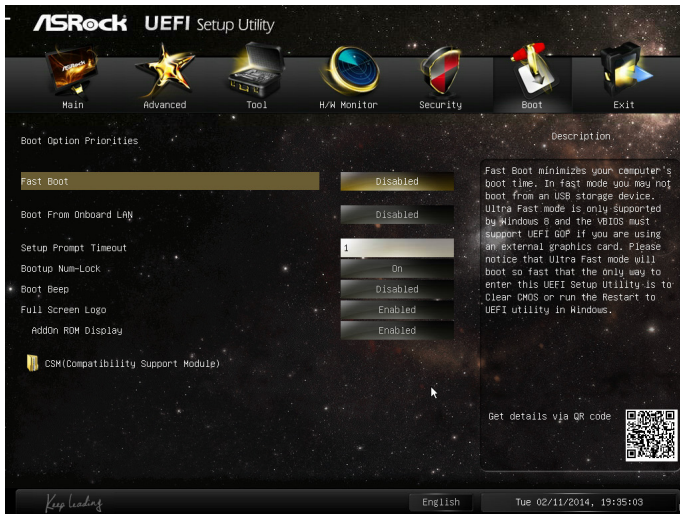 ASRock UEFI Setup Utility
ASRock
Main Advanced Tool H/W Monitor Security Boot Exit
Boot Option Priorities
Fast Boot Disabled
Boot From Onboard LAN Disabled
Setup Prompt Timeout 1
Bootup Num-Lock On
Boot Beep Disabled
Full Screen Logo Enabled
AddOn ROM Display Enabled
CSM(Compatibility Support Module)
Description
Fast Boot minimizes your computer's
boot time. In fast mode you may not
boot from an USB storage device.
Ultra Fast mode is only supported
by Windows 8 and the VBIOS must
support UEFI GOP if you are using
an external graphics card. Please
notice that Ultra Fast mode will
boot so fast that the only way to
enter this UEFI Setup Utility is to
Clear CMOS or run the Restart to
UEFI utility in Windows.
Get details via QR code
Keep Leading
English
Tue 02/11/2014, 19:35:03